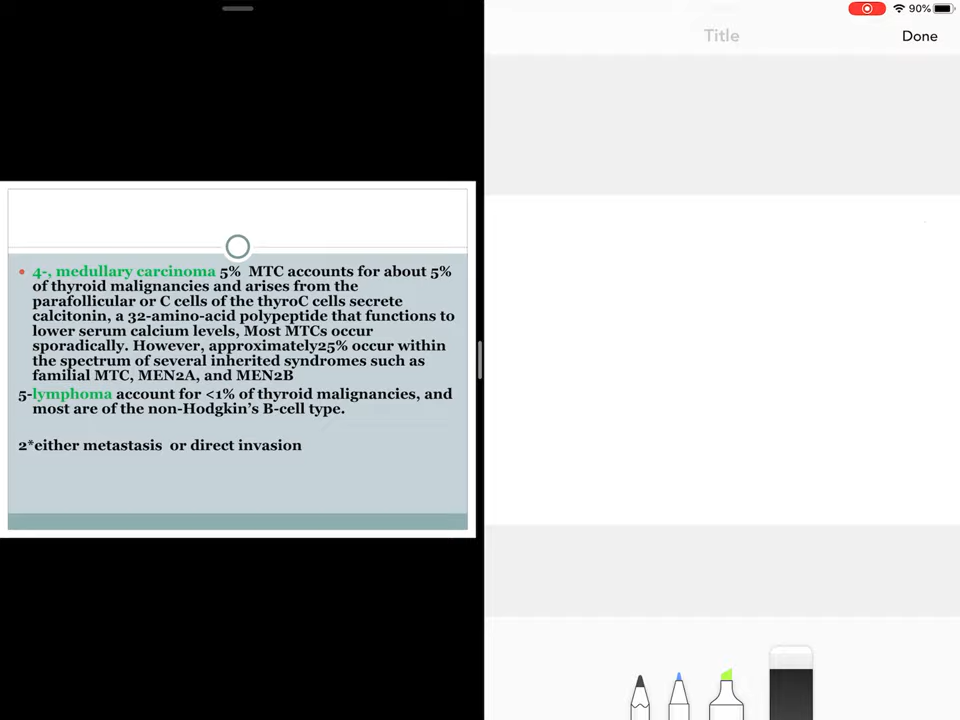 90%
Title
Done
4-, medullary carcinoma 5% MTC accounts for about 5%
of thyroid malignancies and arises from the
parafollicular or C cells of the thyroC cells secrete
calcitonin, a 32-amino-acid polypeptide that functions to
lower serum calcium levels, Most MTCs occur
sporadically. However, approximately25% occur within
the spectrum of several inherited syndromes such as
familial MTC, MEN2A, and MEN2B
5-lymphoma account for <1% of thyroid malignancies, and
most are of the non-Hodgkin's B-cell type.
2*either metastasis or direct invasion